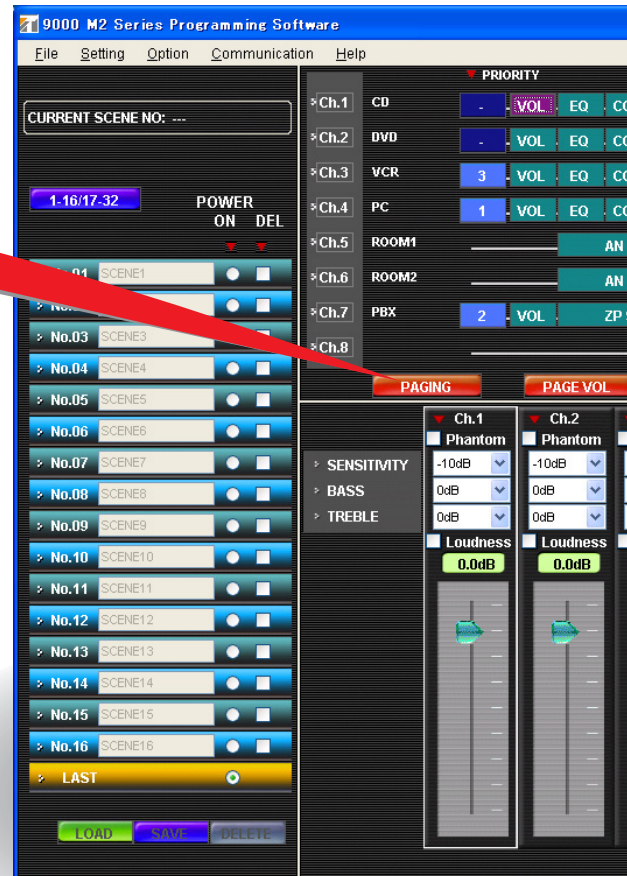 9000 M2 Series Programming Software
File Setting Option Communication Help
CURRENT SCENE NO: ---
1-16/17-32
POWER ON DEL
01 SCENE1
No.03 SCENE3
No.04 SCENE4
No.05 SCENE5
No.06 SCENE6
No.07 SCENE7
No.08 SCENE8
No.09 SCENE9
No.10 SCENE10
No.11 SCENE11
No.12 SCENE12
No.13 SCENE13
No.14 SCENE14
No.15 SCENE15
No.16 SCENE16
LAST
LOAD SAVE DELETE
PRIORITY
Ch.1 CD - VOL EQ CO
Ch.2 DVD - VOL EQ CO
Ch.3 VCR 3 VOL EQ CO
Ch.4 PC 1 VOL EQ CO
Ch.5 ROOM1 AN
Ch.6 ROOM2 AN
Ch.7 PBX 2 VOL ZP
Ch.8
PAGING PAGE VOL
Ch.1 Ch.2
Phantom Phantom
SENSITIVITY -10dB -10dB
BASS 0dB 0dB
TREBLE 0dB 0dB
Loudness Loudness
0.0dB 0.0dB